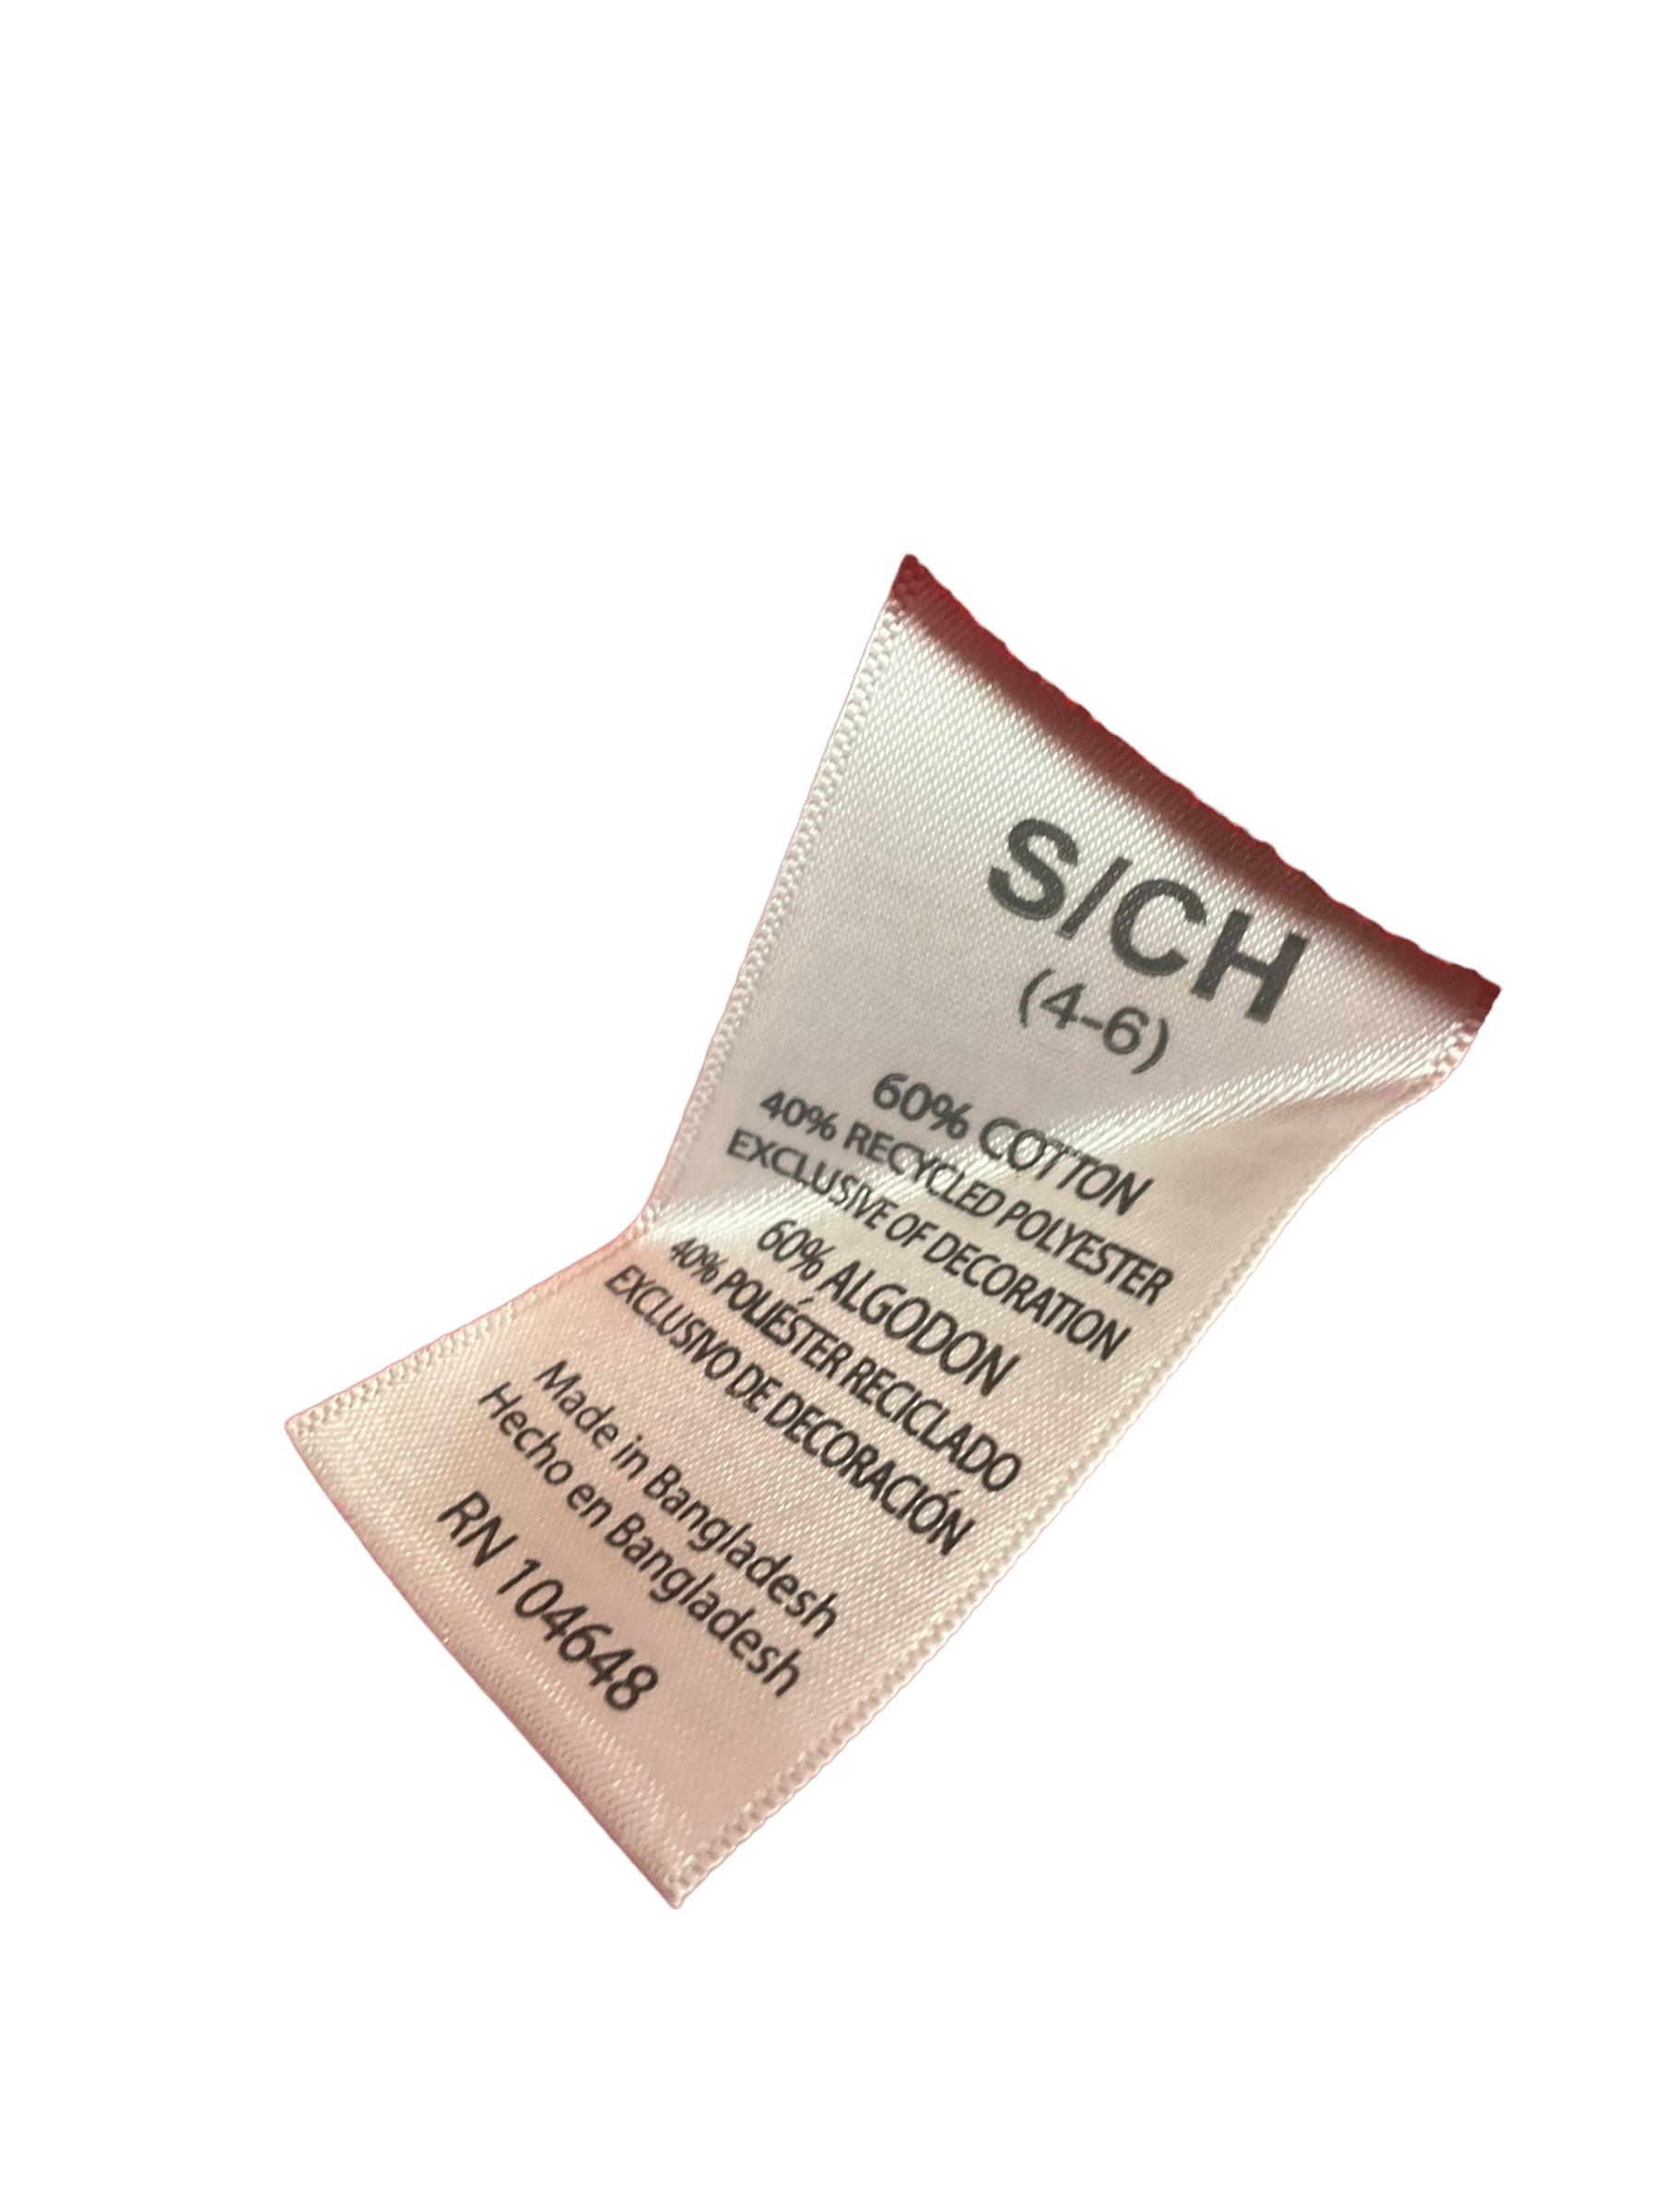 S/CH
(4-6)
60% COTTON
40% RECYCLED POLYESTER
EXCLUSIVE OF DECORATION
60% ALGODON
40% POLIÉSTER RECICLADO
EXCLUSIVO DE DECORACIÓN
Made in Bangladesh
Hecho en Bangladesh
RN 104648